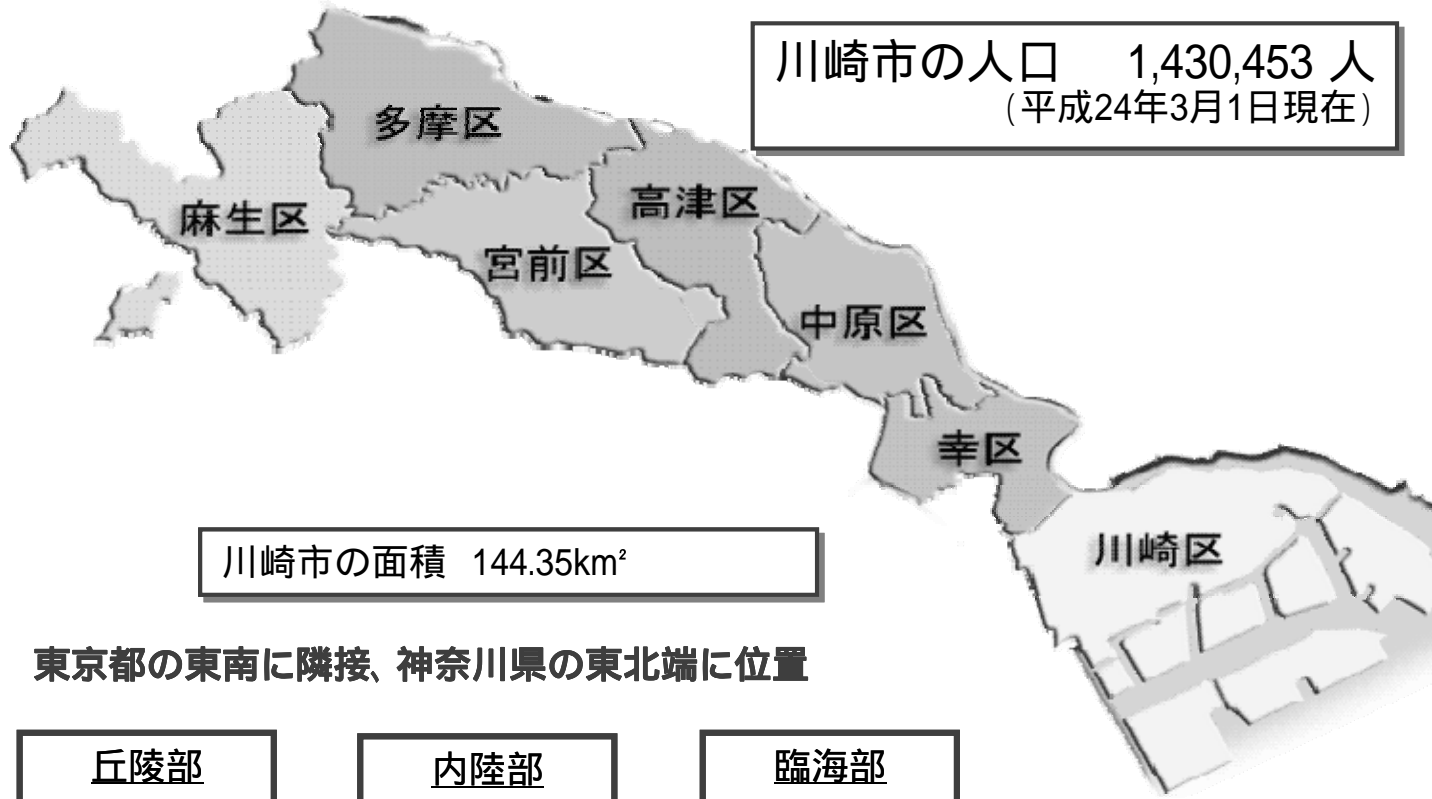 川崎市の人口 1,430,453 人
(平成24年3月1日現在)
多摩区
高津区
麻生区
宮前区
中原区
幸区
川崎区
川崎市の面積 144.35km²
東京都の東南に隣接、神奈川県の東北端に位置
丘陵部 内陸部 臨海部